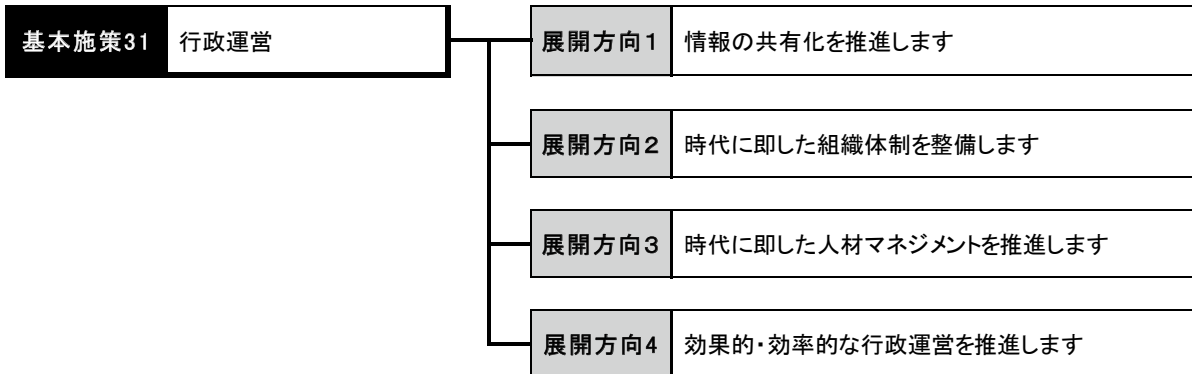 基本施策31 行政運営
展開方向1 情報の共有化を推進します
展開方向2 時代に即した組織体制を整備します
展開方向3 時代に即した人材マネジメントを推進します
展開方向4 効果的・効率的な行政運営を推進します